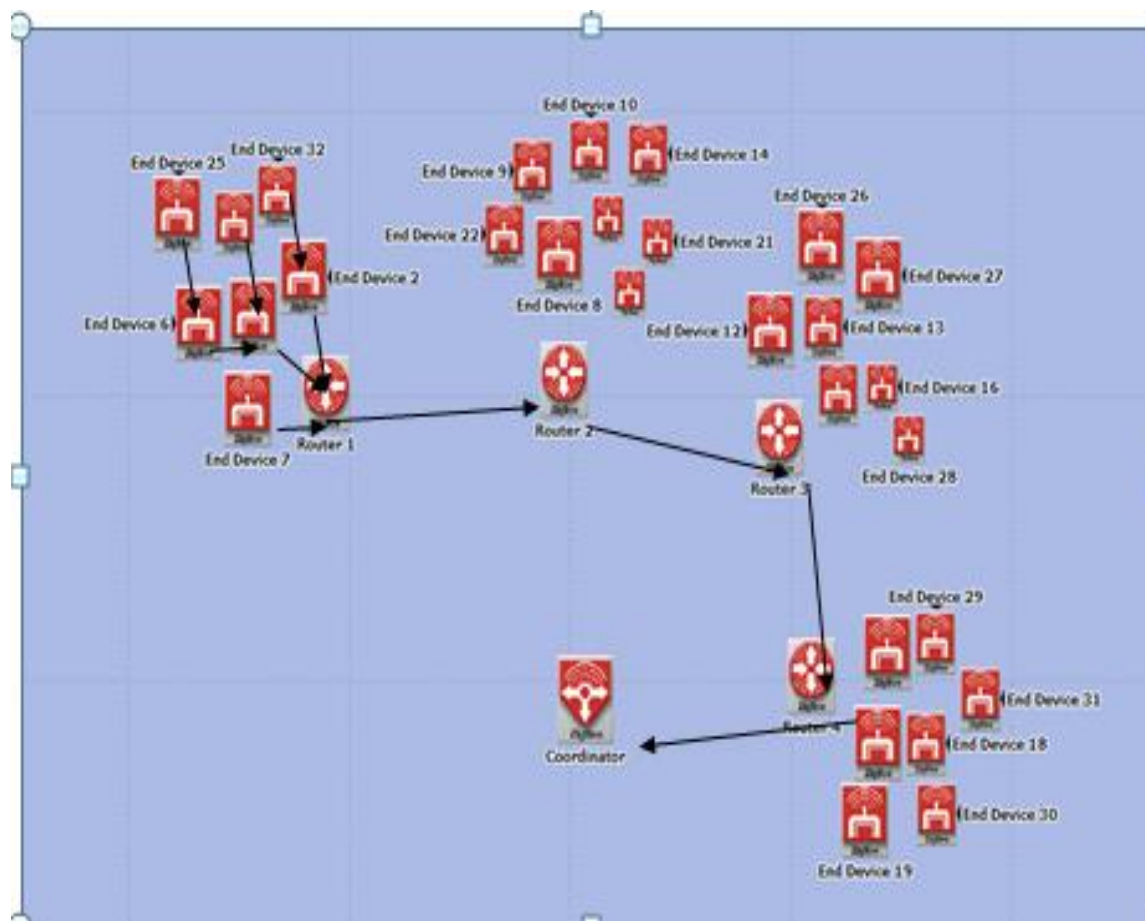 End Device 10
End Device 32
End Device 25
End Device 14
End Device 9
End Device 26
End Device 22
End Device 21
End Device 2
End Device 27
End Device 8
End Device 6
End Device 12
End Device 13
End Device 16
Router 2
Router 1
End Device 7
End Device 28
Router 3
End Device 29
End Device 31
Router 4
End Device 18
Coordinator
End Device 30
End Device 19